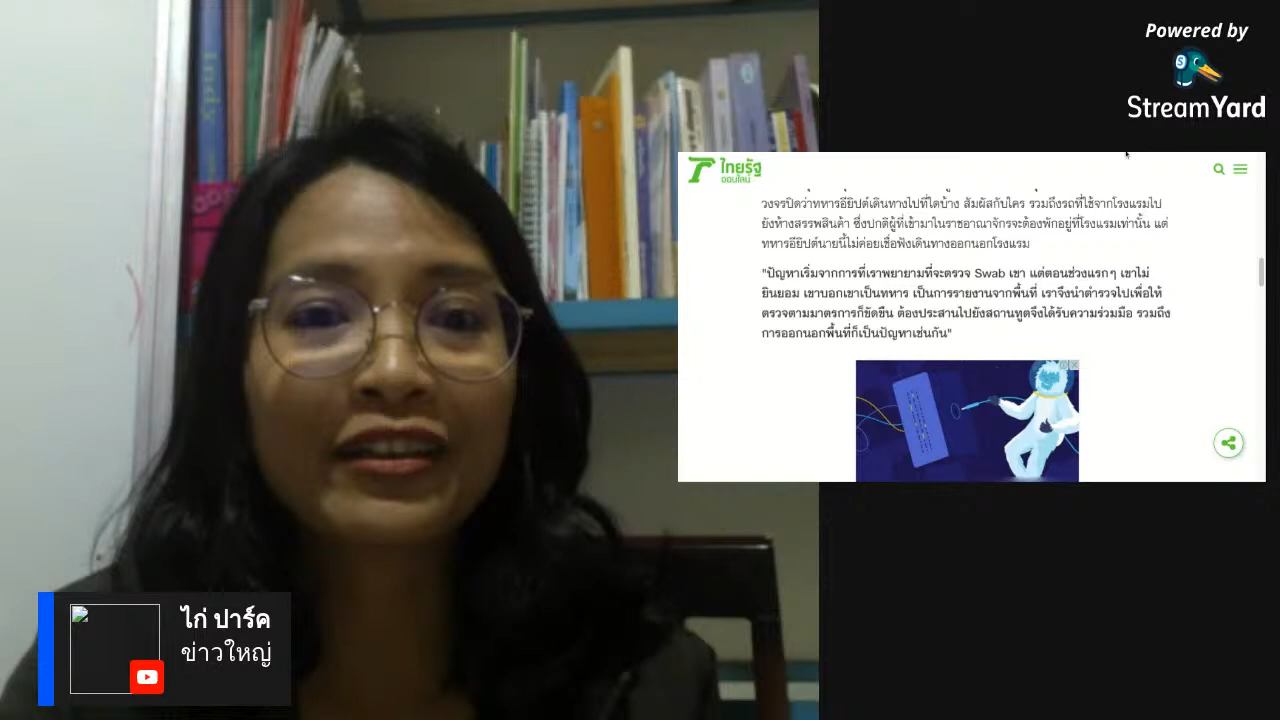 Indy
Powered by
StreamYard
ไทยรัฐ
ออนไลน์
วงจรปิดว่าทหารอียิปต์เดินทางไปที่ใดบ้าง สัมผัสกับใคร รวมถึงรถที่ใช้จากโรงแรมไป
ยังห้างสรรพสินค้า ซึ่งปกติผู้ที่เข้ามาในราชอาณาจักรจะต้องพักอยู่ที่โรงแรมเท่านั้น แต่
ทหารอียิปต์นายนี้ไม่ค่อยเชื่อฟังเดินทางออกนอกโรงแรม
"ปัญหาเริ่มจากการที่เราพยายามที่จะตรวจ Swab เขา แต่ตอนช่วงแรกๆ เขาไม่
ยินยอม เขาบอกเขาเป็นทหาร เป็นการรายงานจากพื้นที่ เราจึงนำตำรวจไปเพื่อให้
ตรวจตามมาตรการก็ขัดขืน ต้องประสานไปยังสถานทูตจึงได้รับความร่วมมือ รวมถึง
การออกนอกพื้นที่ก็เป็นปัญหาเช่นกัน"
ไก่ ปาร์ค
ข่าวใหญ่